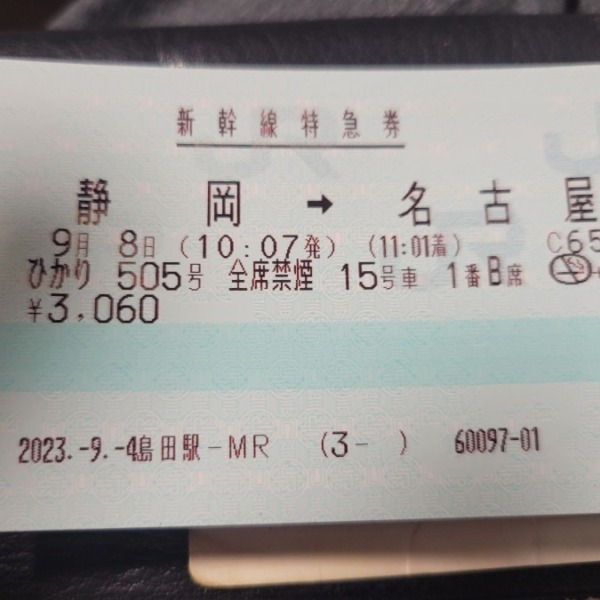 新幹線特急券
静岡 → 名古屋
9月 8日 (10:07発) (11:01着) C65
ひかり 505号 全席禁煙 15号車 1番B席
¥3,060
2023.-9.-4島田駅-MR (3- ) 60097-01